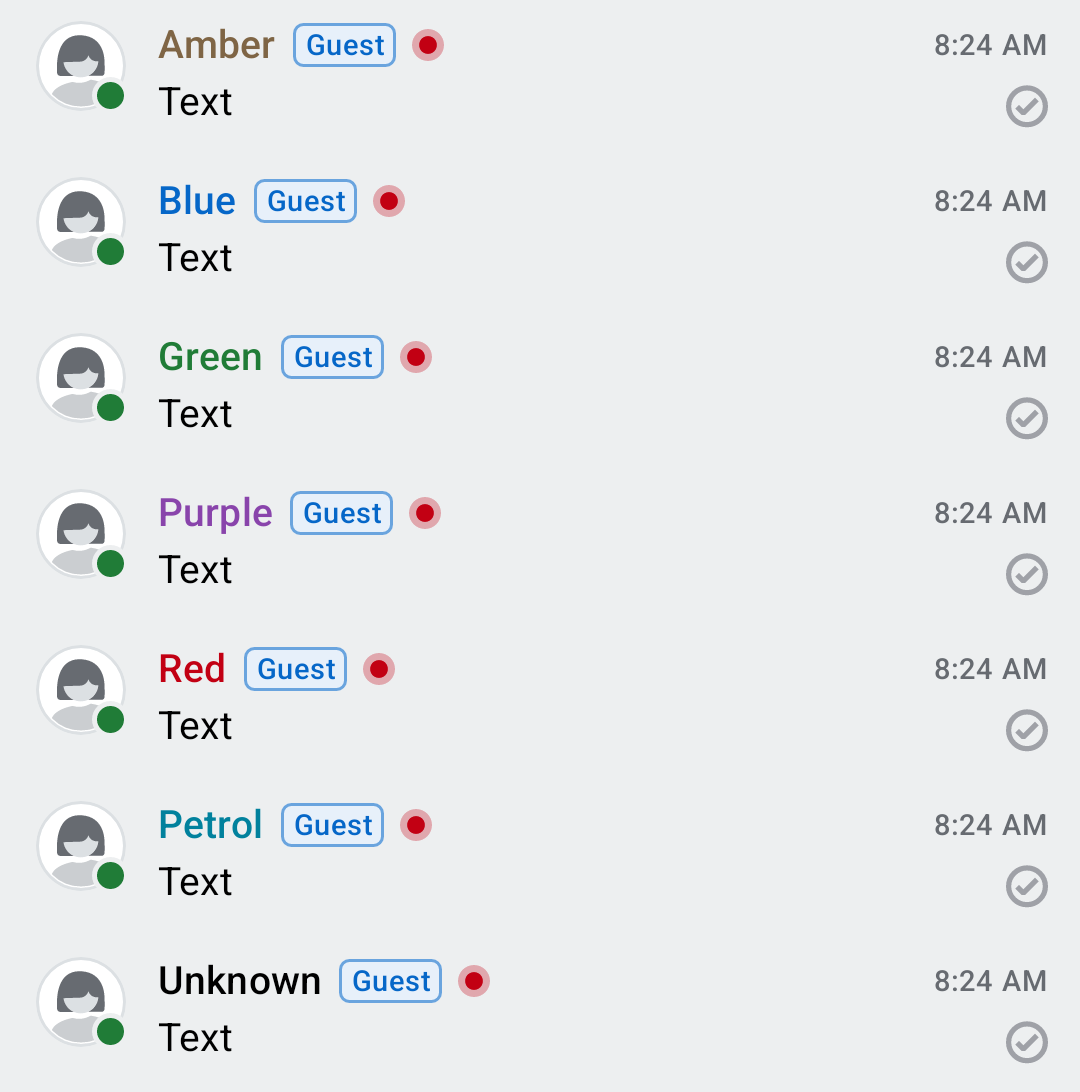 Amber Guest 8:24 AM
Text
Blue Guest 8:24 AM
Text
Green Guest 8:24 AM
Text
Purple Guest 8:24 AM
Text
Red Guest 8:24 AM
Text
Petrol Guest 8:24 AM
Text
Unknown Guest 8:24 AM
Text